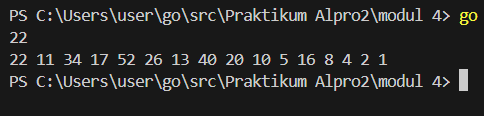 PS C:\Users\user\go\src\Praktikum Alpro2\modul 4> go
22
22 11 34 17 52 26 13 40 20 10 5 16 8 4 2 1
PS C:\Users\user\go\src\Praktikum Alpro2\modul 4>